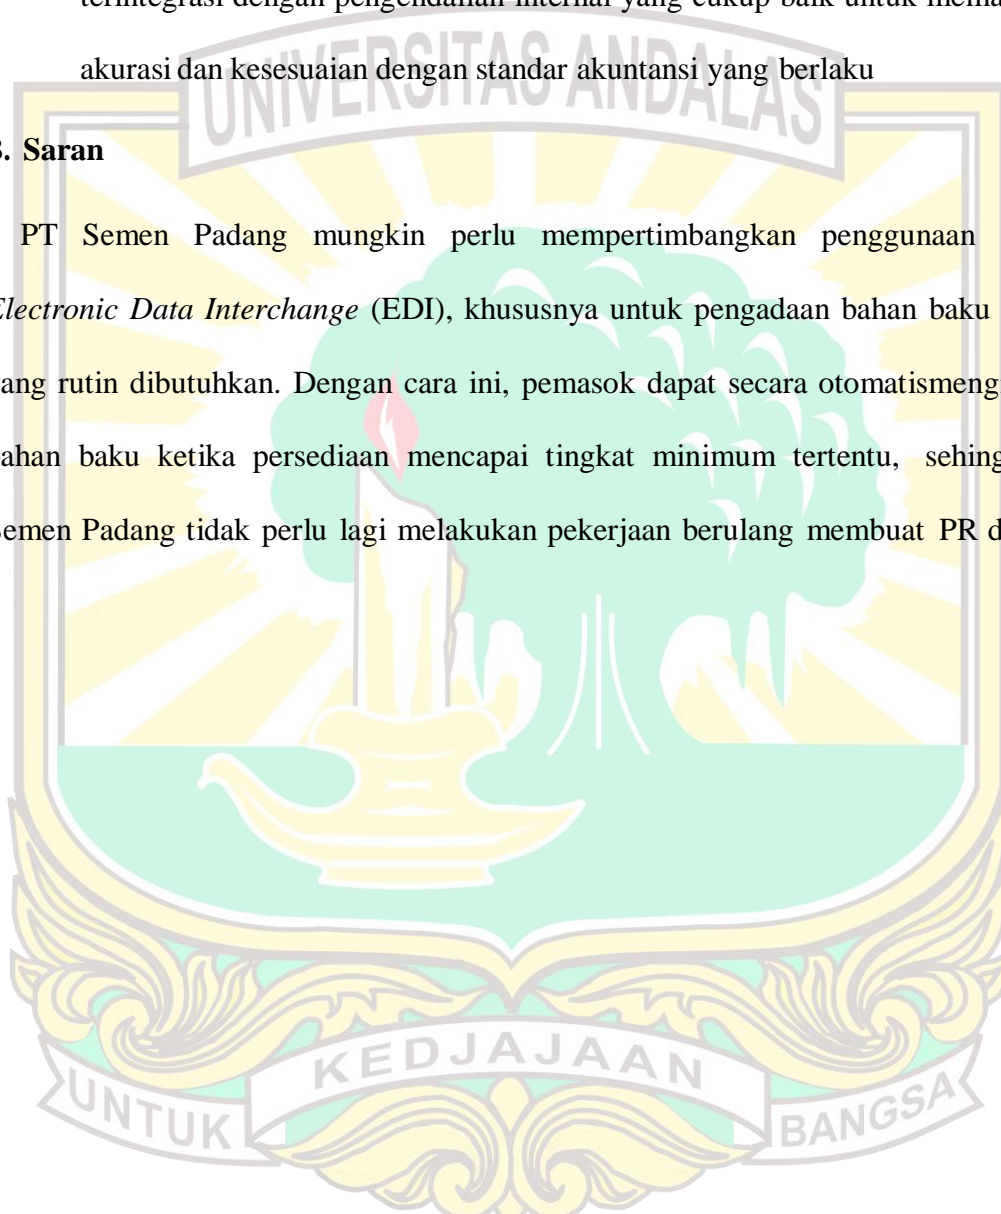 terintegrasi dengan pengendalian internal yang cukup baik untuk
akurasi dan kesesuaian dengan standar akuntansi yang berlaku
UNIVERSITAS ANDALAS
. Saran
PT Semen Padang mungkin perlu mempertimbangkan penggunaan
Electronic Data Interchange (EDI), khususnya untuk pengadaan bahan baku
yang rutin dibutuhkan. Dengan cara ini, pemasok dapat secara
bahan baku ketika persediaan mencapai tingkat minimum tertentu,
Semen Padang tidak perlu lagi melakukan pekerjaan berulang membuat PR
UNTUK KEDJAJAAN BANGSA